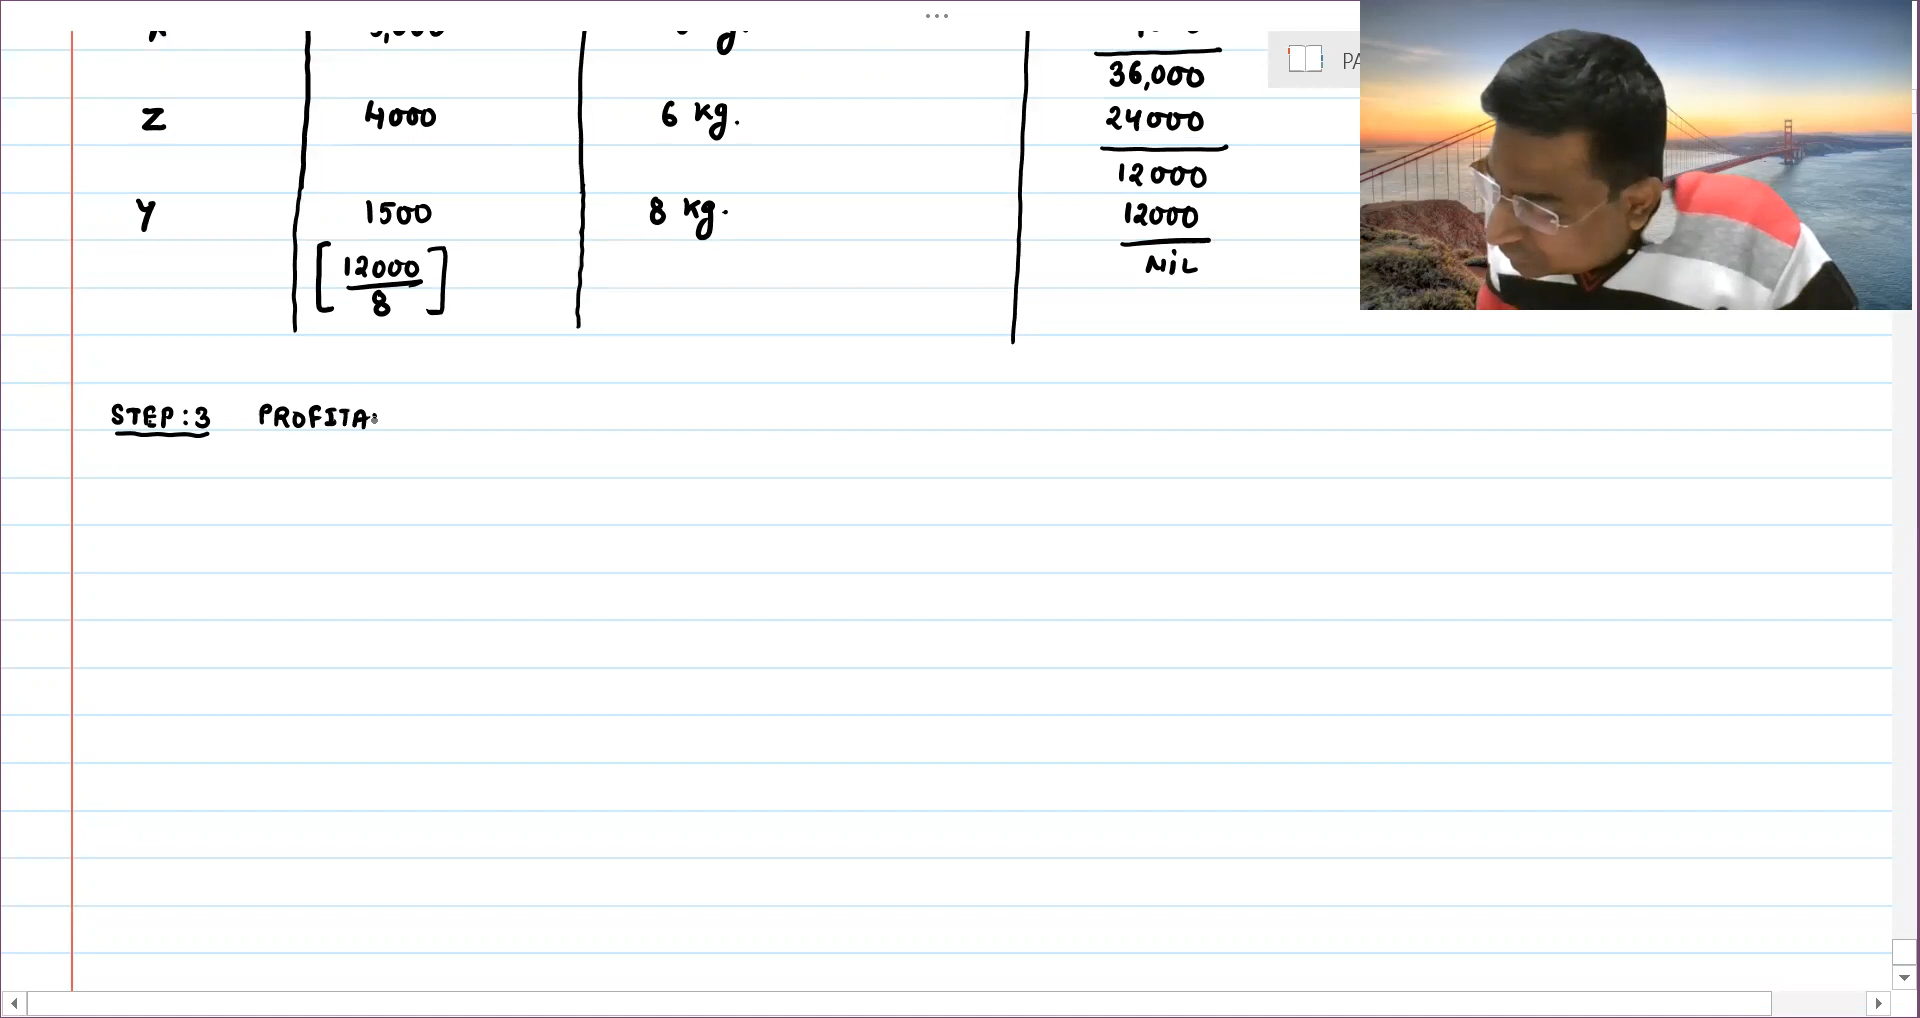 36,000
Z 4000 6 kg. 24000
12000
Y 1500 8 kg. 12000
[12000/8] NiL
STEP:3 PROFITA
PA